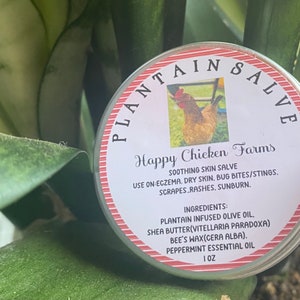 PLANTAIN SALVE
Happy Chicken Farms
SOOTHING SKIN SALVE
USE ON ECZEMA, DRY SKIN, BUG BITES/STINGS,
SCRAPES ,RASHES, SUNBURN.
INGREDIENTS:
PLANTAIN INFUSED OLIVE OIL,
SHEA BUTTER(VITELLARIA PARADOXA)
BEE'S WAX(CERA ALBA),
PEPPERMINT ESSENTIAL OIL
1 OZ